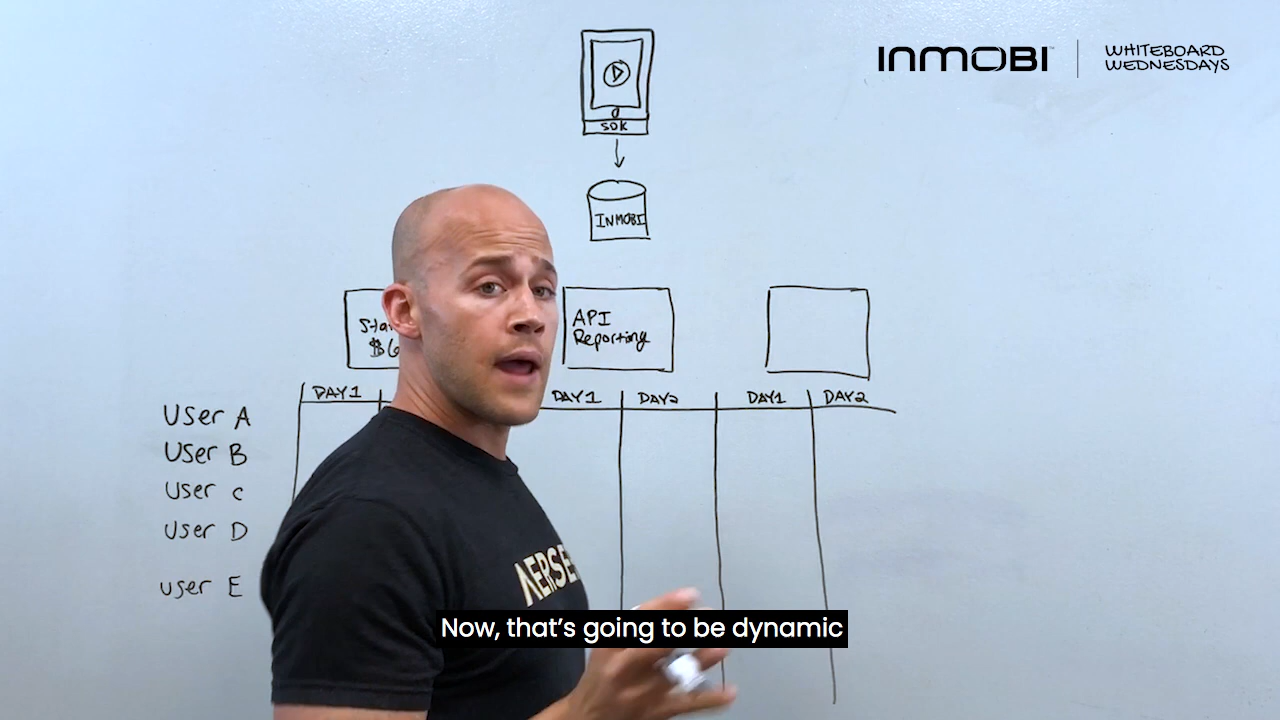 INMOBI
WHITEBOARD
WEDNESDAYS
SDK
INMOBI
API
Reporting
DAY1
DAY1
DAY2
DAY1
DAY2
User A
User B
User C
User D
user E
Now, that's going to be dynamic